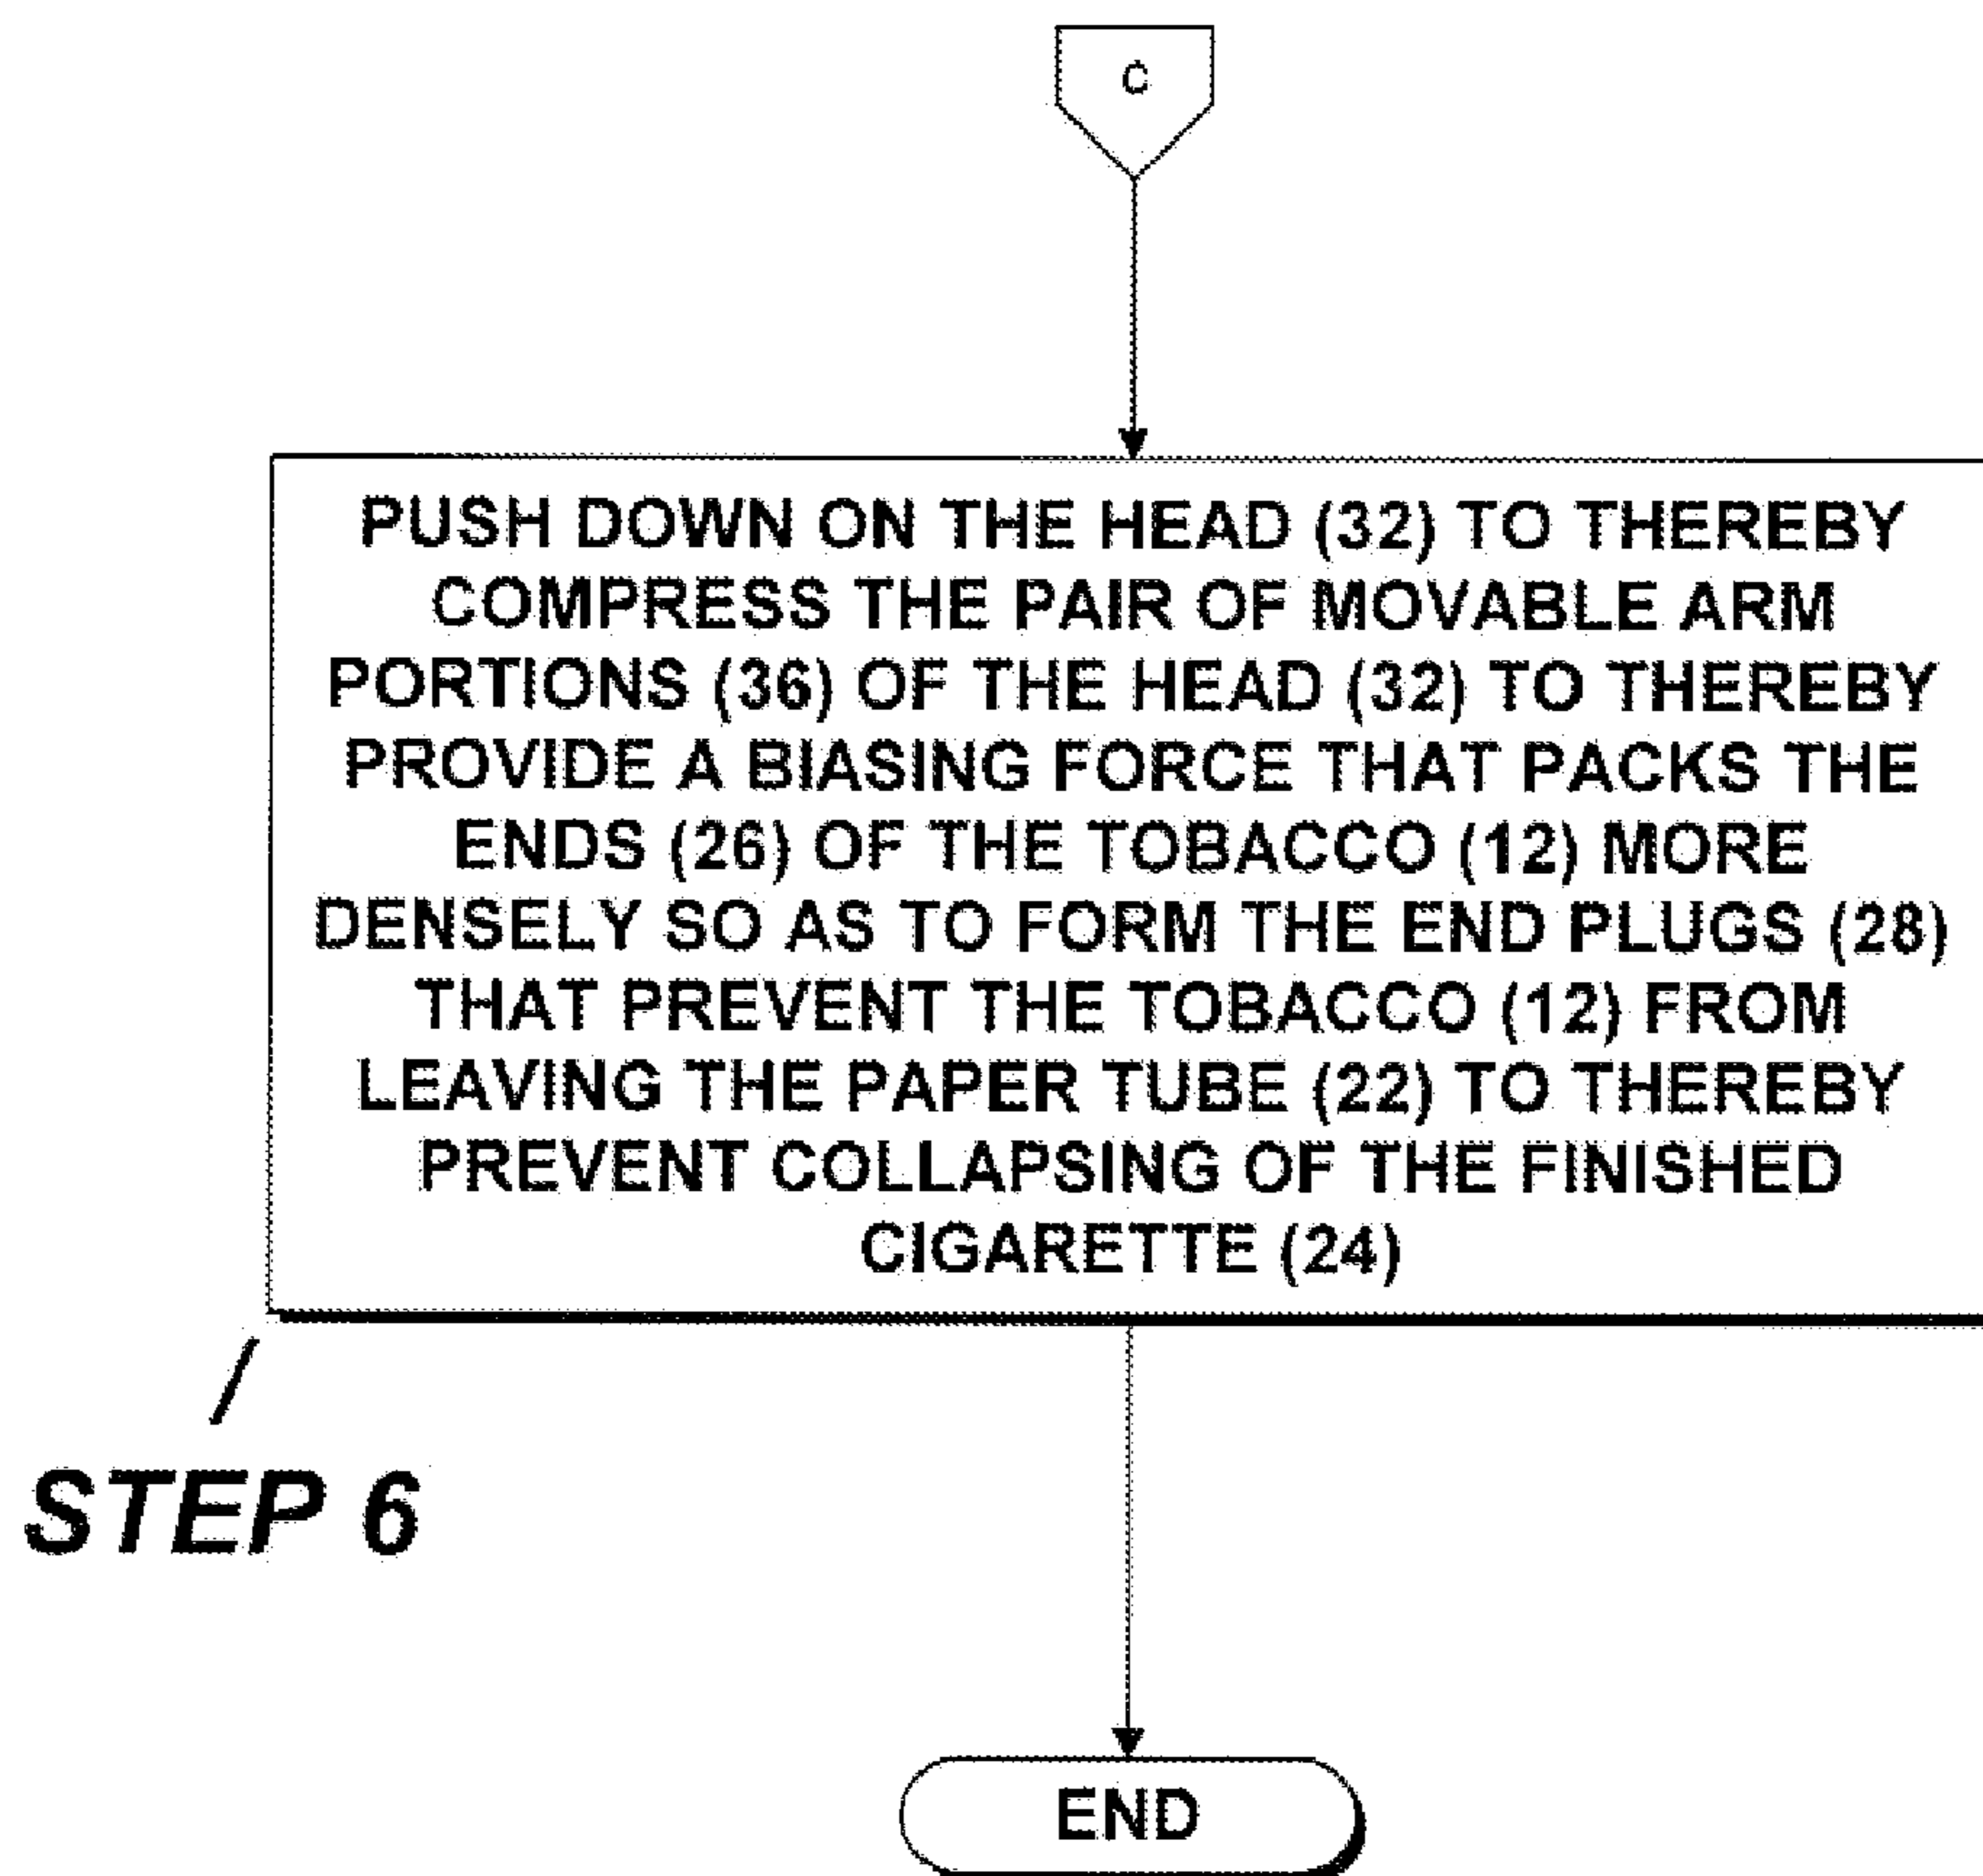 C
PUSH DOWN ON THE HEAD (32) TO THEREBY
COMPRESS THE PAIR OF MOVABLE ARM
PORTIONS (36) OF THE HEAD (32) TO THEREBY
PROVIDE A BIASING FORCE THAT PACKS THE
ENDS (26) OF THE TOBACCO (12) MORE
DENSELY SO AS TO FORM THE END PLUGS (28)
THAT PREVENT THE TOBACCO (12) FROM
LEAVING THE PAPER TUBE (22) TO THEREBY
PREVENT COLLAPSING OF THE FINISHED
CIGARETTE (24)
STEP 6
END